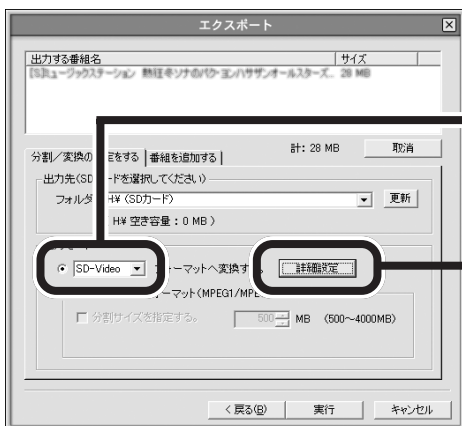 エクスポート
出力する番組名 サイズ
28 MB
分割／変換の をする 番組を追加する 計: 28 MB 取消
出力先(SD ードを選択してください)
フォルダ H¥ (SDカード) 更新
H¥ 空き容量 : 0 MB )
SD-Video ーマットへ変換す 詳細設定
ーマット(MPEG1/MPE
分割サイズを指定する。 500 MB (500～4000MB)
< 戻る(B) 実行 キャンセル